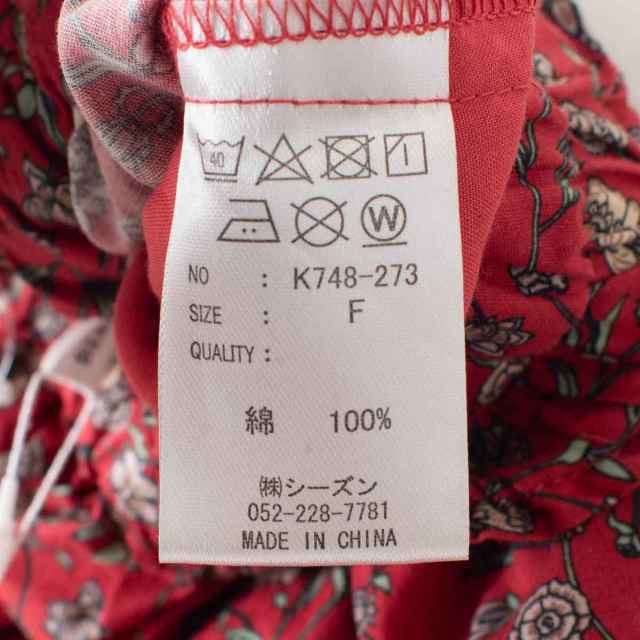 40
W
NO : K748-273
SIZE : F
QUALITY :
綿 100%
㈱シーズン
052-228-7781
MADE IN CHINA